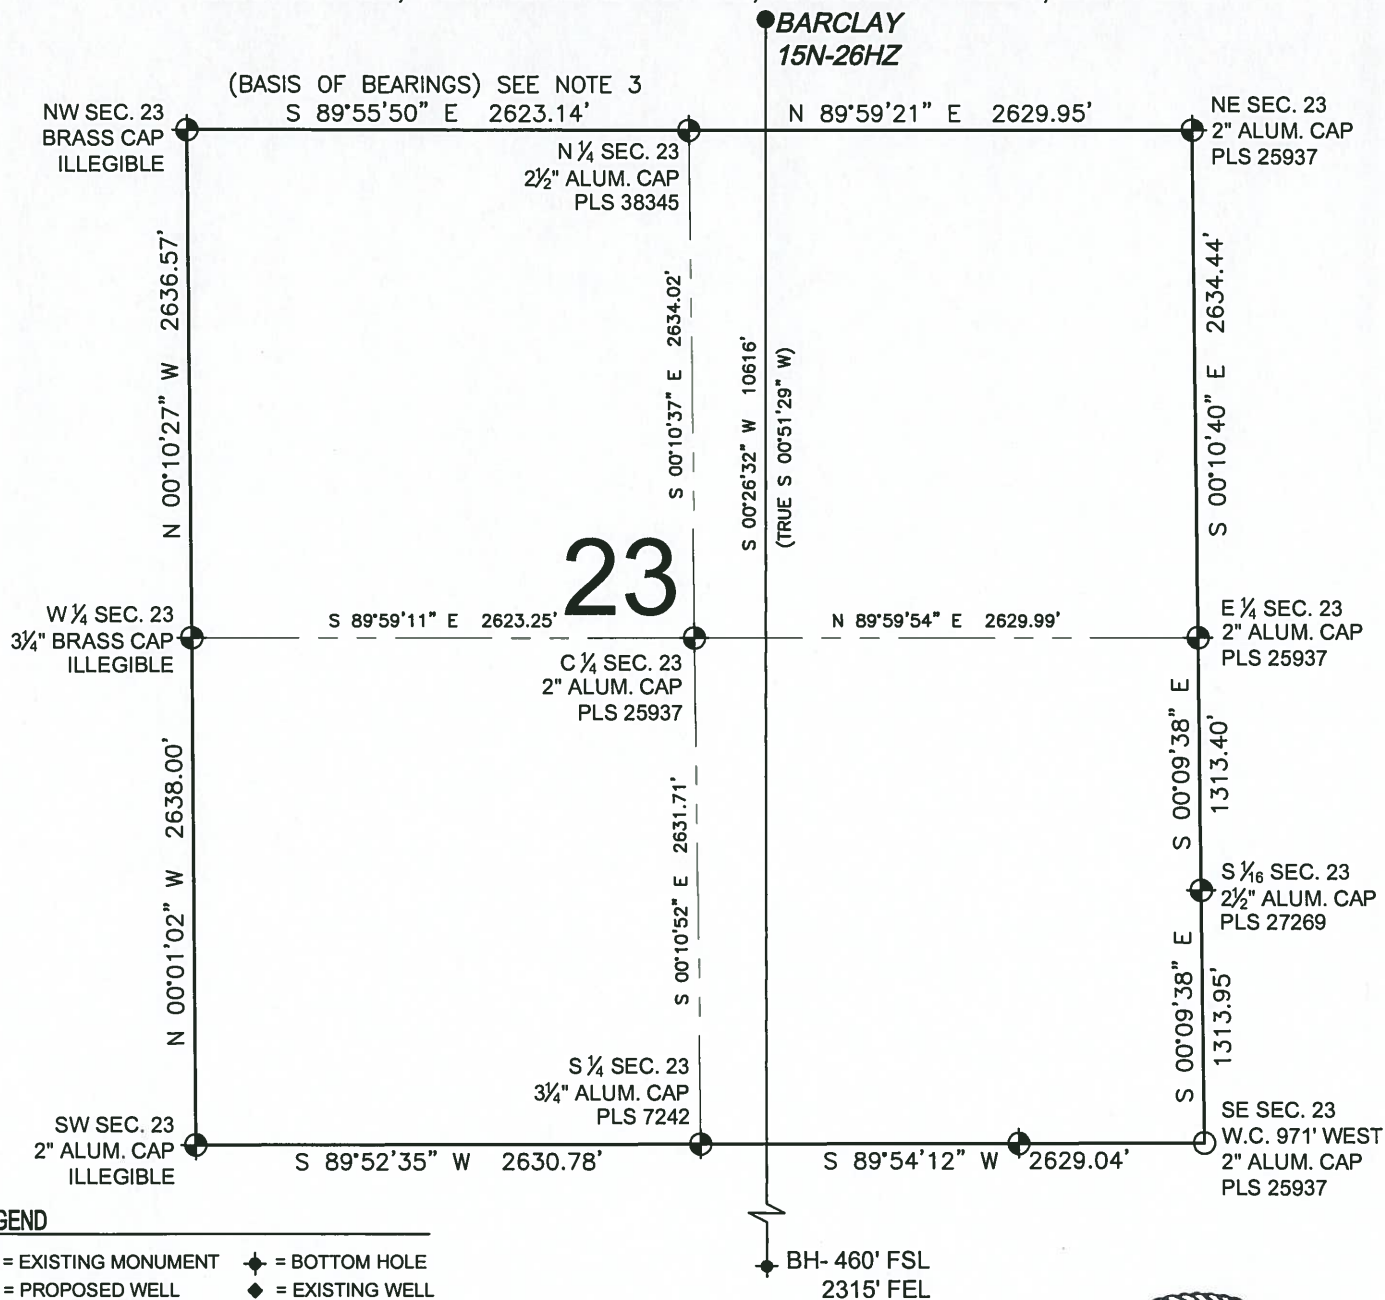 BARCLAY
15N-26HZ
(BASIS OF BEARINGS) SEE NOTE 3
S 89°55'50" E 2623.14'
N 89°59'21" E 2629.95'
NW SEC. 23
BRASS CAP
ILLEGIBLE
N ¼ SEC. 23
2½" ALUM. CAP
PLS 38345
NE SEC. 23
2" ALUM. CAP
PLS 25937
N 00°10'27" W 2636.57'
S 00°10'37" E 2634.02'
S 00°26'32" W 10616'
(TRUE S 00°51'29" W)
S 00°10'40" E 2634.44'
23
W ¼ SEC. 23
3¼" BRASS CAP
ILLEGIBLE
S 89°59'11" E 2623.25'
N 89°59'54" E 2629.99'
C ¼ SEC. 23
2" ALUM. CAP
PLS 25937
E ¼ SEC. 23
2" ALUM. CAP
PLS 25937
N 00°01'02" W 2638.00'
S 00°10'52" E 2631.71'
S 00°09'38" E
1313.40'
S 1/16 SEC. 23
2½" ALUM. CAP
PLS 27269
S 00°09'38" E
1313.95'
S ¼ SEC. 23
3¼" ALUM. CAP
PLS 7242
SW SEC. 23
2" ALUM. CAP
ILLEGIBLE
S 89°52'35" W 2630.78'
S 89°54'12" W 2629.04'
SE SEC. 23
W.C. 971' WEST
2" ALUM. CAP
PLS 25937
GEND
= EXISTING MONUMENT
= BOTTOM HOLE
= PROPOSED WELL
= EXISTING WELL
BH- 460' FSL
2315' FEL